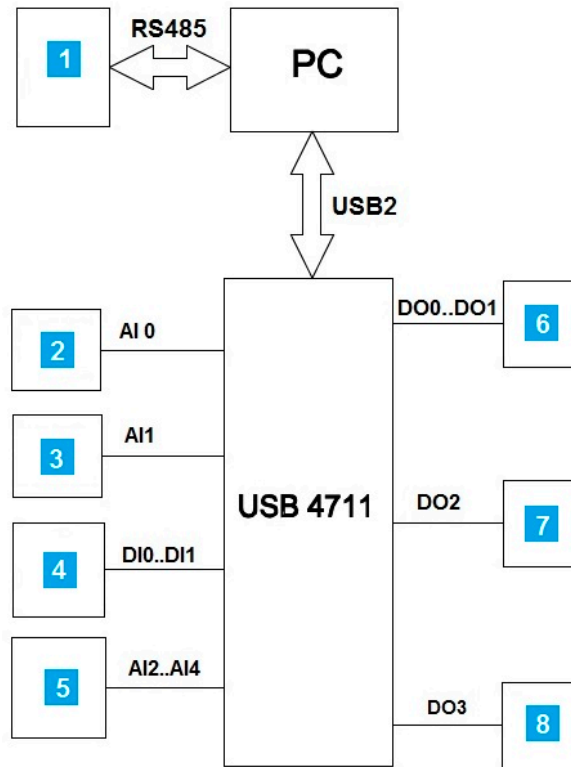 RS485
1
PC
USB2
DO0..DO1
AI 0
6
2
AI1
3
USB 4711
DO2
7
DI0..DI1
4
AI2..AI4
5
DO3
8